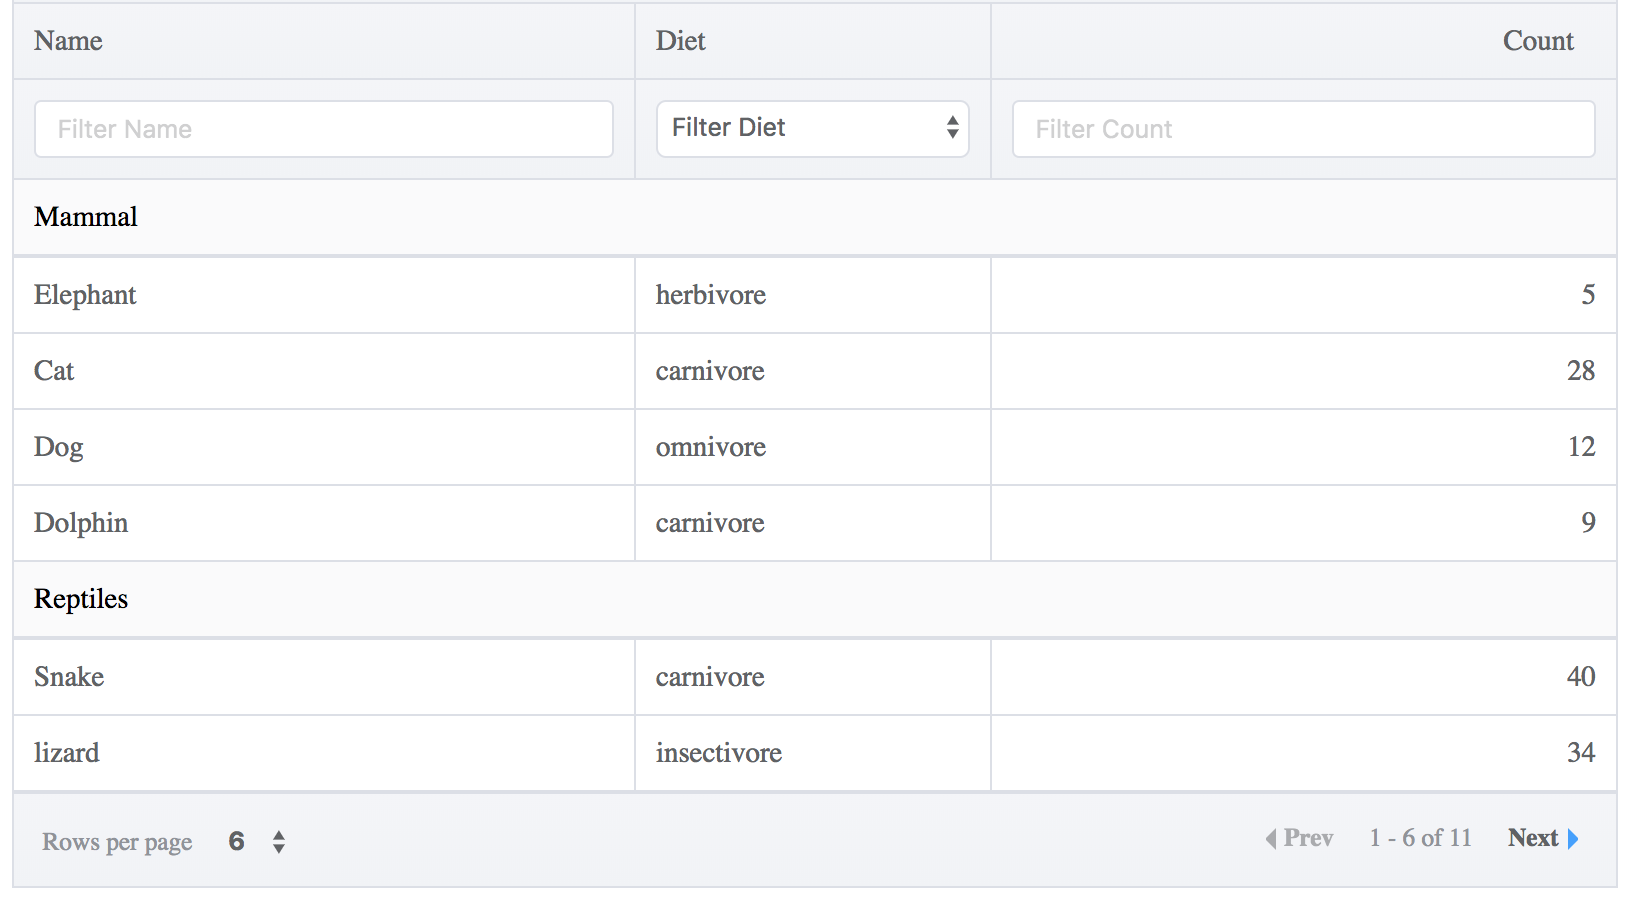 Name Diet Count
Filter Name Filter Diet Filter Count
Mammal
Elephant herbivore 5
Cat carnivore 28
Dog omnivore 12
Dolphin carnivore 9
Reptiles
Snake carnivore 40
lizard insectivore 34
Rows per page 6 Prev 1 - 6 of 11 Next